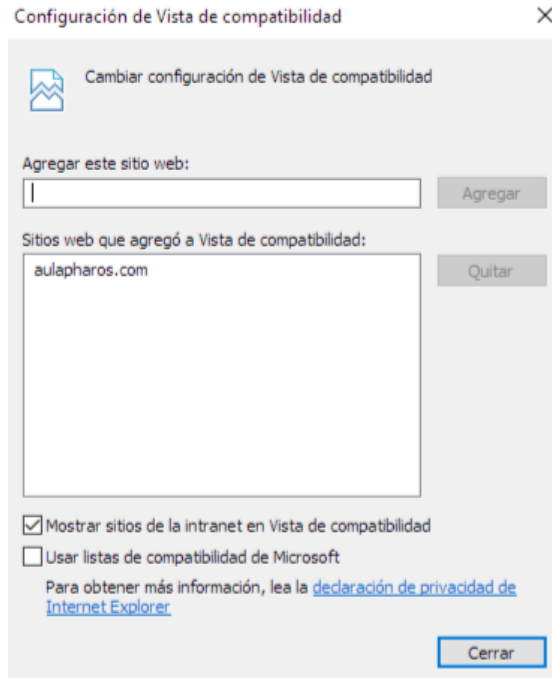 Configuración de Vista de compatibilidad
Cambiar configuración de Vista de compatibilidad
Agregar este sitio web:
Agregar
Sitios web que agregó a Vista de compatibilidad:
aulapharos.com
Quitar
Mostrar sitios de la intranet en Vista de compatibilidad
Usar listas de compatibilidad de Microsoft
Para obtener más información, lea la declaración de privacidad de
Internet Explorer
Cerrar